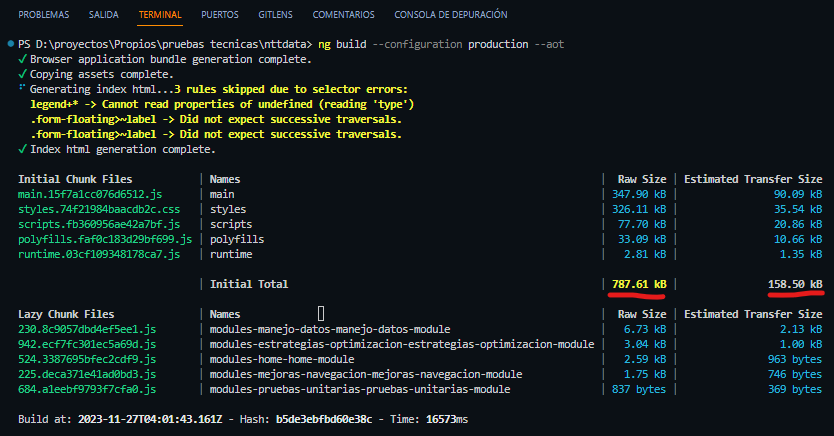 PROBLEMAS SALIDA TERMINAL PUERTOS GITLENS COMENTARIOS CONSOLA DE DEPURACIÓN
PS D:\proyectos\Propios\pruebas tecnicas\nttdata> ng build --configuration production --aot
✓ Browser application bundle generation complete.
✓ Copying assets complete.
⠋ Generating index html...3 rules skipped due to selector errors:
legend+* -> Cannot read properties of undefined (reading 'type')
.form-floating>~label -> Did not expect successive traversals.
.form-floating>~label -> Did not expect successive traversals.
✓ Index html generation complete.
Initial Chunk Files | Names | Raw Size | Estimated Transfer Size
main.15f7a1cc076d6512.js | main | 347.90 kB | 90.09 kB
styles.74f21984baacdb2c.css | styles | 326.11 kB | 35.54 kB
scripts.fb360956ae42a7bf.js | scripts | 77.70 kB | 20.86 kB
polyfills.faf0c183d29bf699.js | polyfills | 33.09 kB | 10.66 kB
runtime.03cf109348178ca7.js | runtime | 2.81 kB | 1.35 kB
| Initial Total | 787.61 kB | 158.50 kB
Lazy Chunk Files | Names | Raw Size | Estimated Transfer Size
230.8c9057dbd4ef5ee1.js | modules-manejo-datos-manejo-datos-module | 6.73 kB | 2.13 kB
942.ecf7fc301ec5a69d.js | modules-estrategias-optimizacion-estrategias-optimizacion-module | 3.04 kB | 1.00 kB
524.3387695bfec2cdf9.js | modules-home-home-module | 2.59 kB | 963 bytes
225.deca371e41ad0bd3.js | modules-mejoras-navegacion-mejoras-navegacion-module | 1.75 kB | 746 bytes
684.a1eebf9793f7cfa0.js | modules-pruebas-unitarias-pruebas-unitarias-module | 837 bytes | 369 bytes
Build at: 2023-11-27T04:01:43.161Z - Hash: b5de3ebfbd60e38c - Time: 16573ms